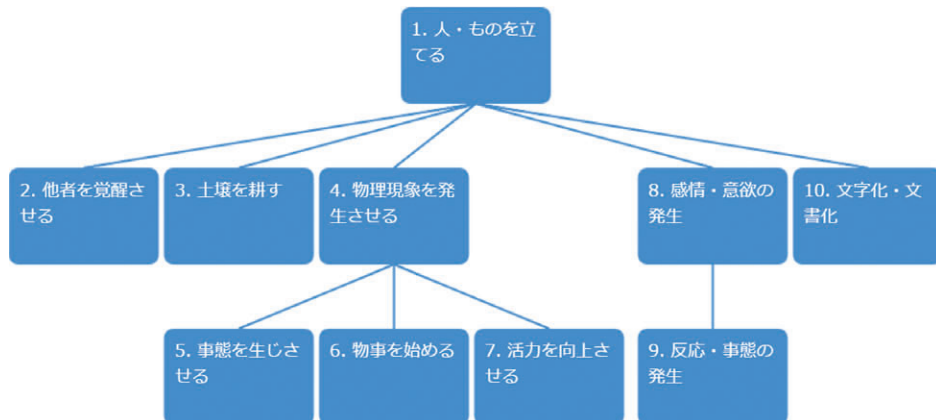 1. 人・ものを立
てる
2. 他者を覚醒さ
せる
3. 土壌を耕す
4. 物理現象を発
生させる
8. 感情・意欲の
発生
10. 文字化・文
書化
5. 事態を生じさ
せる
6. 物事を始める
7. 活力を向上さ
せる
9. 反応・事態の
発生